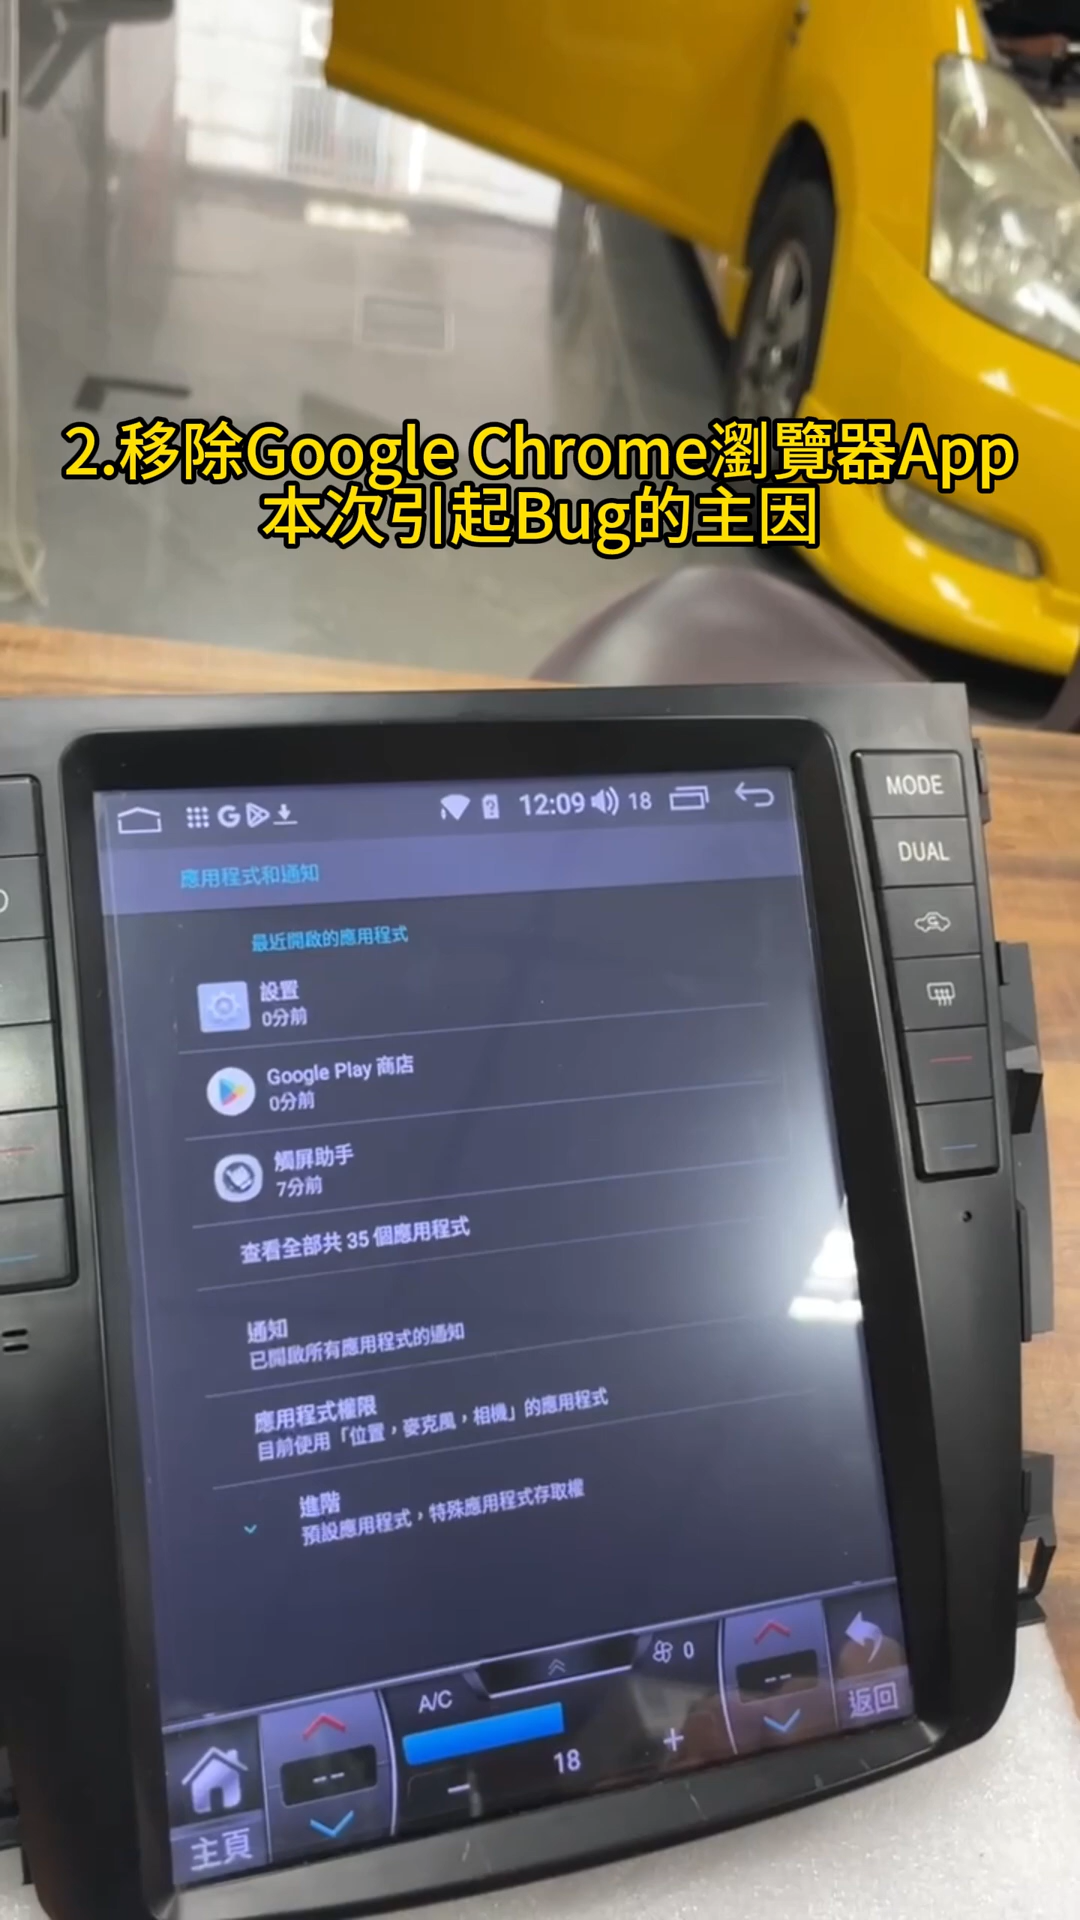 2.移除Google Chrome瀏覽器App
本次引起Bug的主因
MODE
DUAL
12:09
18
應用程式和通知
最近開啟的應用程式
設置
0分前
Google Play 商店
0分前
觸屏助手
7分前
查看全部共 35 個應用程式
通知
已開啟所有應用程式的通知
應用程式權限
目前使用「位置，麥克風，相機」的應用程式
進階
預設應用程式，特殊應用程式存取權
A/C
0
--
--
18
主頁
返回